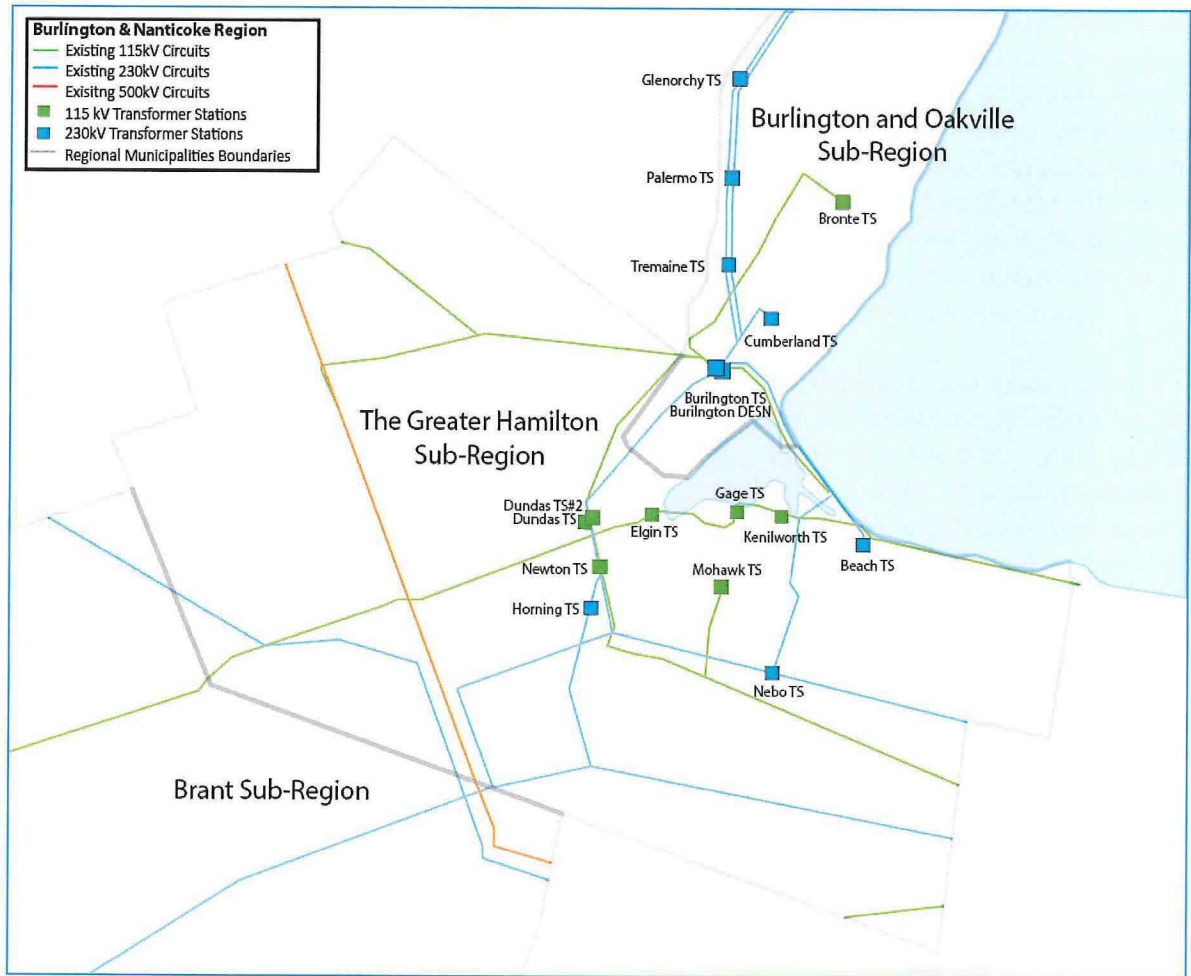 Burlington & Nanticoke Region
Existing 115kV Circuits
Existing 230kV Circuits
Exisitng 500kV Circuits
115 kV Transformer Stations
230kV Transformer Stations
Regional Municipalities Boundaries
Glenorchy TS
Burlington and Oakville
Sub-Region
Palermo TS
Bronte TS
Tremaine TS
Cumberland TS
Burilngton TS
Burilngton DESN
The Greater Hamilton
Sub-Region
Dundas TS#2
Dundas TS
Elgin TS
Gage TS
Kenilworth TS
Beach TS
Newton TS
Mohawk TS
Horning TS
Nebo TS
Brant Sub-Region